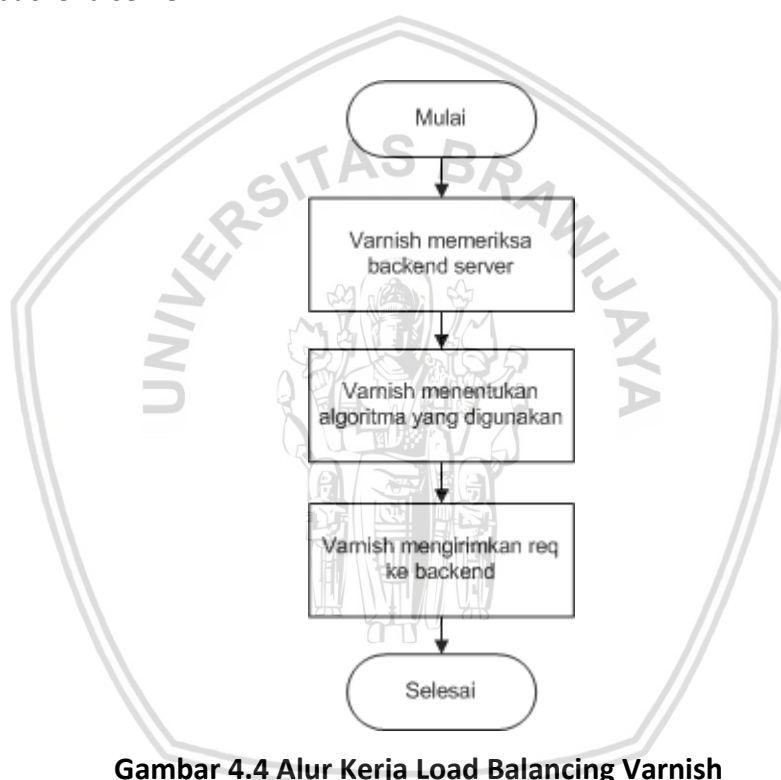 Mulai
UNIVERSITAS BRAWIJAYA
Varnish memeriksa
backend server
Varnish menentukan
algoritma yang digunakan
Varnish mengirimkan req
ke backend
Selesai
Gambar 4.4 Alur Kerja Load Balancing Varnish